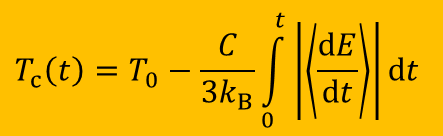 T_c(t) = T_0 − \frac{C}{3k_B} \int_0^t \left| \left\langle \frac{dE}{dt} \right\rangle \right| dt